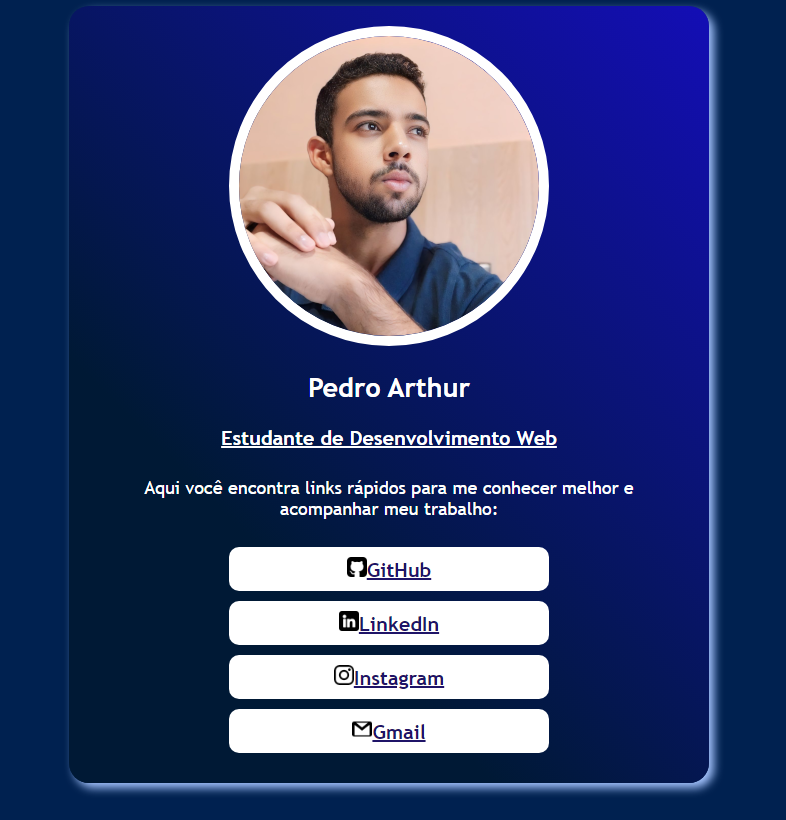 Pedro Arthur
Estudante de Desenvolvimento Web
Aqui você encontra links rápidos para me conhecer melhor e
acompanhar meu trabalho:
GitHub
LinkedIn
Instagram
Gmail